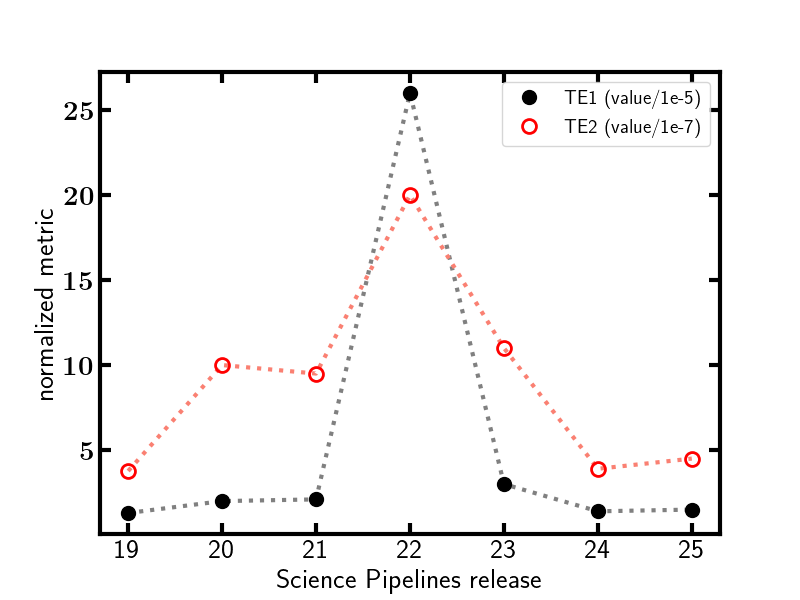 TE1 (value/1e-5)
TE2 (value/1e-7)
normalized metric
25
20
15
10
5
19 20 21 22 23 24 25
Science Pipelines release